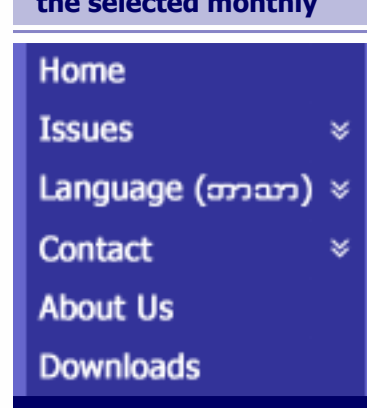 the selected monthly
Home
Issues
Language (ဘာသာ)
Contact
About Us
Downloads